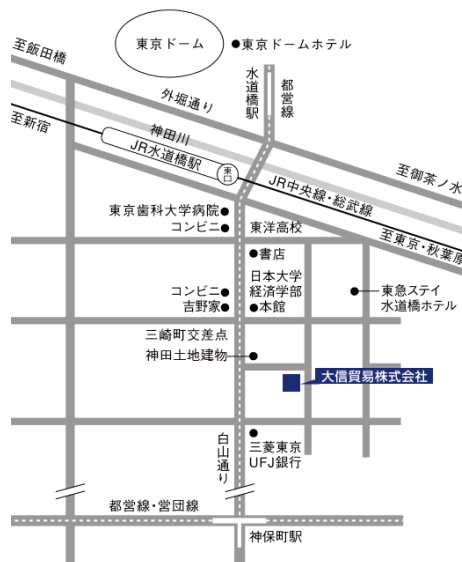 東京ドーム
東京ドームホテル
至飯田橋
水道橋駅
都営線
外堀通り
至新宿
神田川
JR水道橋駅
東口
至御茶ノ水
JR中央線・総武線
至東京・秋葉原
東京歯科大学病院
コンビニ
東洋高校
書店
日本大学
経済学部
本館
コンビニ
吉野家
東急ステイ
水道橋ホテル
三崎町交差点
神田土地建物
大信貿易株式会社
白山通り
三菱東京
UFJ銀行
都営線・営団線
神保町駅